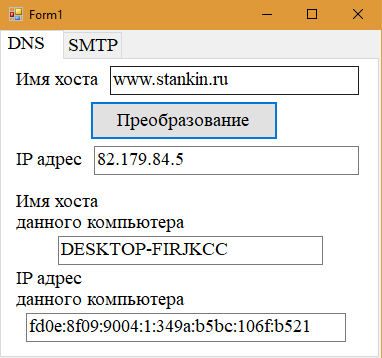 Form1
DNS SMTP
Имя хоста www.stankin.ru
Преобразование
IP адрес 82.179.84.5
Имя хоста
данного компьютера
DESKTOP-FIRJKCC
IP адрес
данного компьютера
fd0e:8f09:9004:1:349a:b5bc:106f:b521